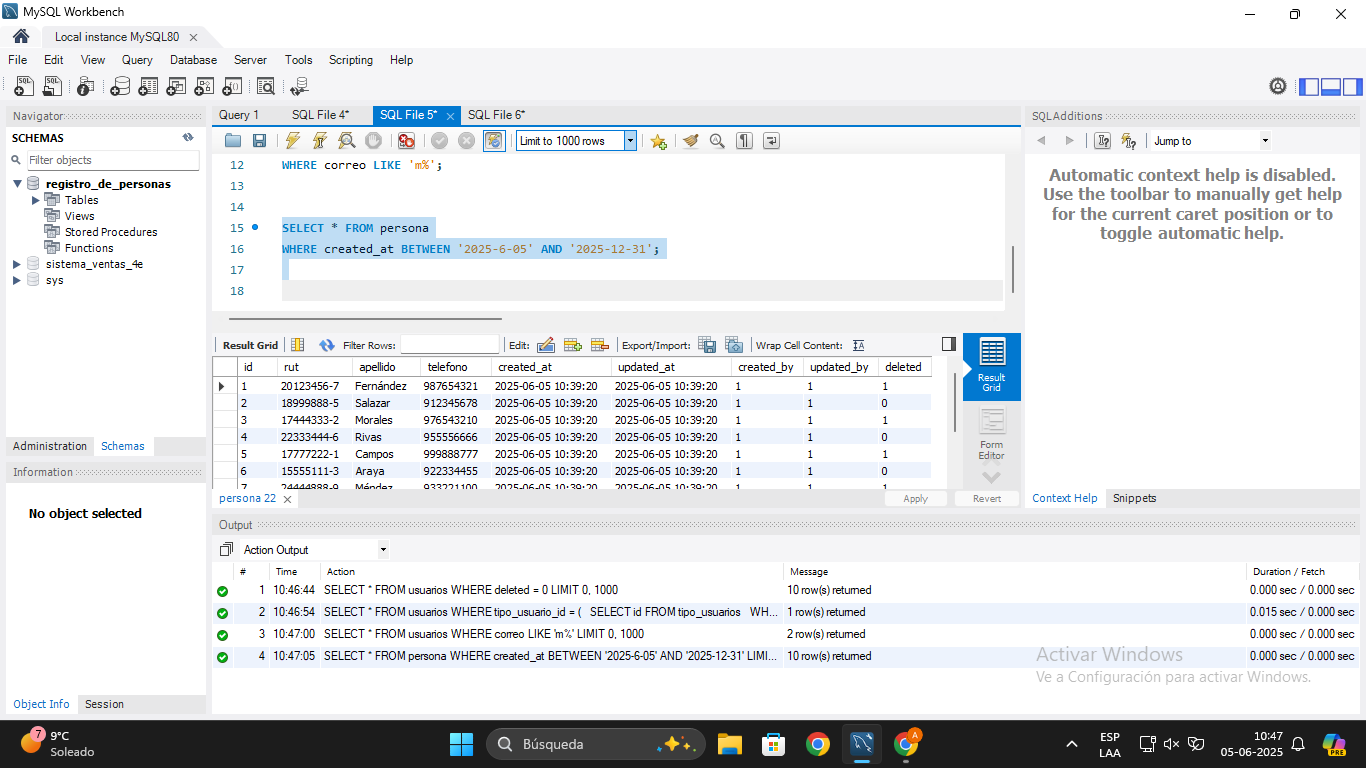 MySQL Workbench
Local instance MySQL80
File Edit View Query Database Server Tools Scripting Help
Navigator
SCHEMAS
Filter objects
registro_de_personas
Tables
Views
Stored Procedures
Functions
sistema_ventas_4e
sys
Administration Schemas
Information
No object selected
Object Info Session
Query 1 SQL File 4* SQL File 5* SQL File 6*
Limit to 1000 rows
12 WHERE correo LIKE 'm%';
13
14
15 SELECT * FROM persona
16 WHERE created_at BETWEEN '2025-6-05' AND '2025-12-31';
17
18
Result Grid Filter Rows: Edit: Export/Import: Wrap Cell Content:
id rut apellido telefono created_at updated_at created_by updated_by deleted
1 20123456-7 Fernández 987654321 2025-06-05 10:39:20 2025-06-05 10:39:20 1 1 1
2 18999888-5 Salazar 912345678 2025-06-05 10:39:20 2025-06-05 10:39:20 1 1 0
3 17444333-2 Morales 976543210 2025-06-05 10:39:20 2025-06-05 10:39:20 1 1 1
4 22333444-6 Rivas 955556666 2025-06-05 10:39:20 2025-06-05 10:39:20 1 1 0
5 17777222-1 Campos 999888777 2025-06-05 10:39:20 2025-06-05 10:39:20 1 1 1
6 15555111-3 Araya 922334455 2025-06-05 10:39:20 2025-06-05 10:39:20 1 1 0
7 24444888-9 Méndez 933221100 2025-06-05 10:39:20 2025-06-05 10:39:20 1 1 1
Result Grid
Form Editor
persona 22 Apply Revert
SQLAdditions
Jump to
Automatic context help is disabled.
Use the toolbar to manually get help
for the current caret position or to
toggle automatic help.
Context Help Snippets
Output
Action Output
# Time Action Message Duration / Fetch
1 10:46:44 SELECT * FROM usuarios WHERE deleted = 0 LIMIT 0, 1000 10 row(s) returned 0.000 sec / 0.000 sec
2 10:46:54 SELECT * FROM usuarios WHERE tipo_usuario_id = ( SELECT id FROM tipo_usuarios WH... 1 row(s) returned 0.015 sec / 0.000 sec
3 10:47:00 SELECT * FROM usuarios WHERE correo LIKE 'm%' LIMIT 0, 1000 2 row(s) returned 0.000 sec / 0.000 sec
4 10:47:05 SELECT * FROM persona WHERE created_at BETWEEN '2025-6-05' AND '2025-12-31' LIMI... 10 row(s) returned 0.000 sec / 0.000 sec
Activar Windows
Ve a Configuración para activar Windows.
7
9°C
Soleado
Búsqueda
A
ESP
LAA
10:47
05-06-2025
PRE